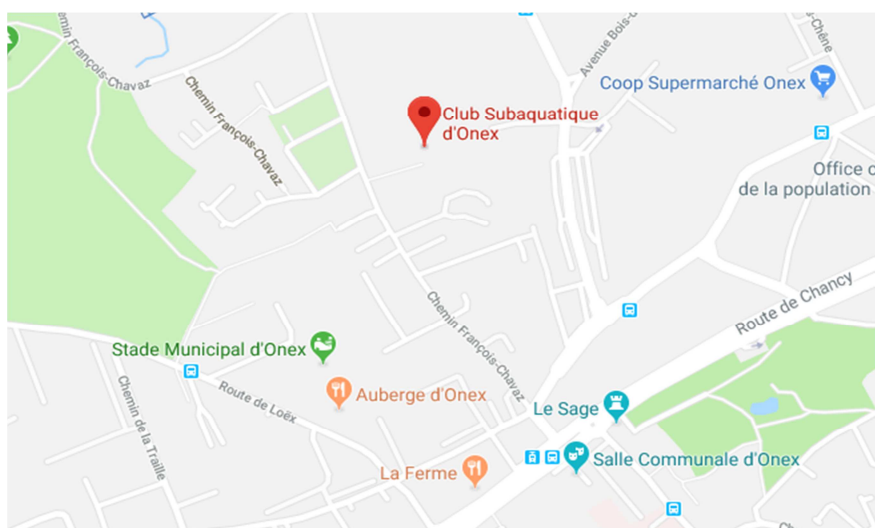 Chemin François-Chavaz
Chemin François-Chavaz
Club Subaquatique
d'Onex
Avenue Bois-
-Chêne
Coop Supermarché Onex
Office
de la population
Route de Chancy
Chemin François-Chavaz
Stade Municipal d'Onex
Auberge d'Onex
Route de Loëx
Chemin de la Traille
Le Sage
La Ferme
Salle Communale d'Onex